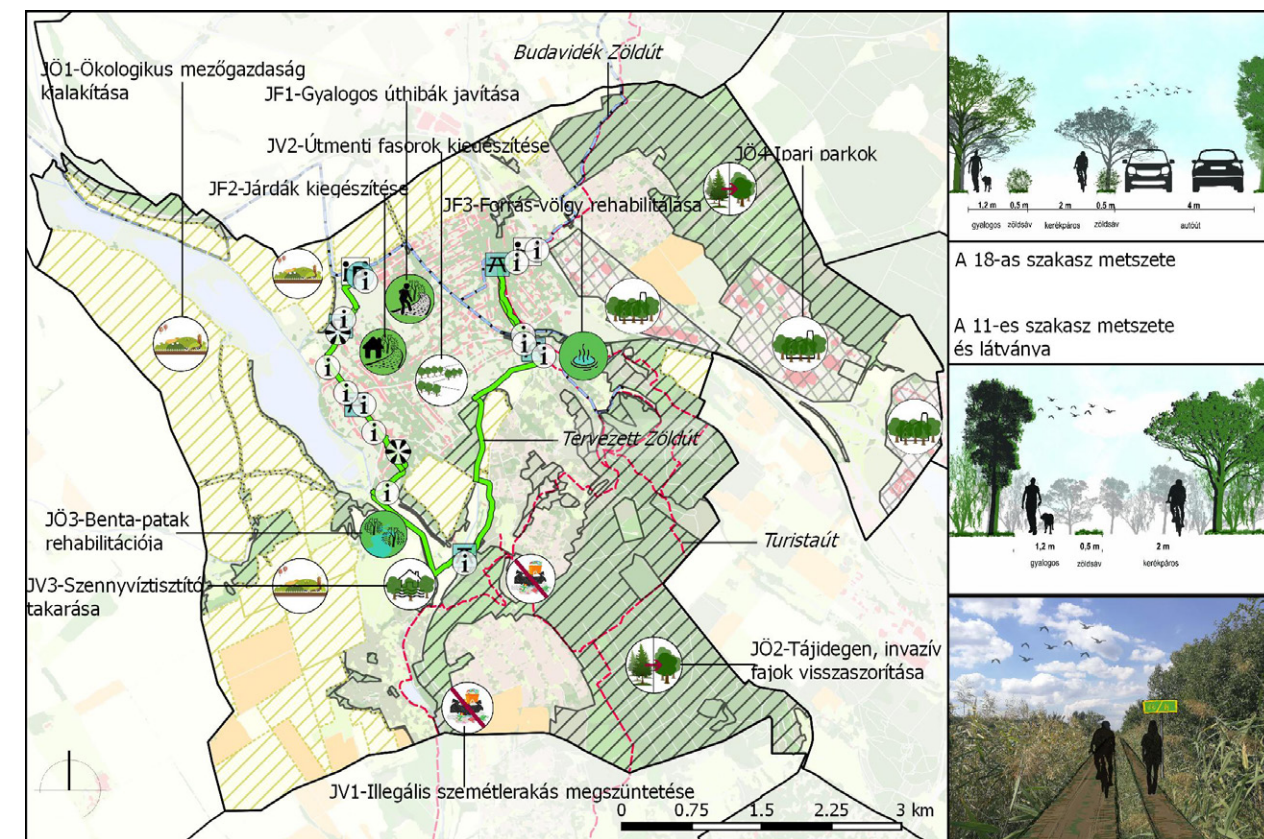 Budavidék Zöldút
JÖ1-Ökologikus mezőgazdaság
kialakítása
JF1-Gyalogos úthibák javítása
JV2-Útmenti fasorok kiegészítése
JÖ4-Ipari parkok
JF2-Járdák kiegészítése
JF3-Forrás-völgy rehabilitálása
Tervezett Zöldút
JÖ3-Benta-patak
rehabilitációja
Turistaút
JV3-Szennyvíztisztító
takarása
JÖ2-Tájidegen, invazív
fajok visszaszorítása
JV1-Illegális szemétlerakás megszüntetése
0 0.75 1.5 2.25 3 km
i
i
i
i
i
i
i
i
i
i
i
i
i
1,2 m 0,5 m 2 m 0,5 m 4 m
gyalogos zöldsáv kerékpáros zöldsáv autóút
A 18-as szakasz metszete
A 11-es szakasz metszete
és látványa
1,2 m 0,5 m 2 m
gyalogos zöldsáv kerékpáros